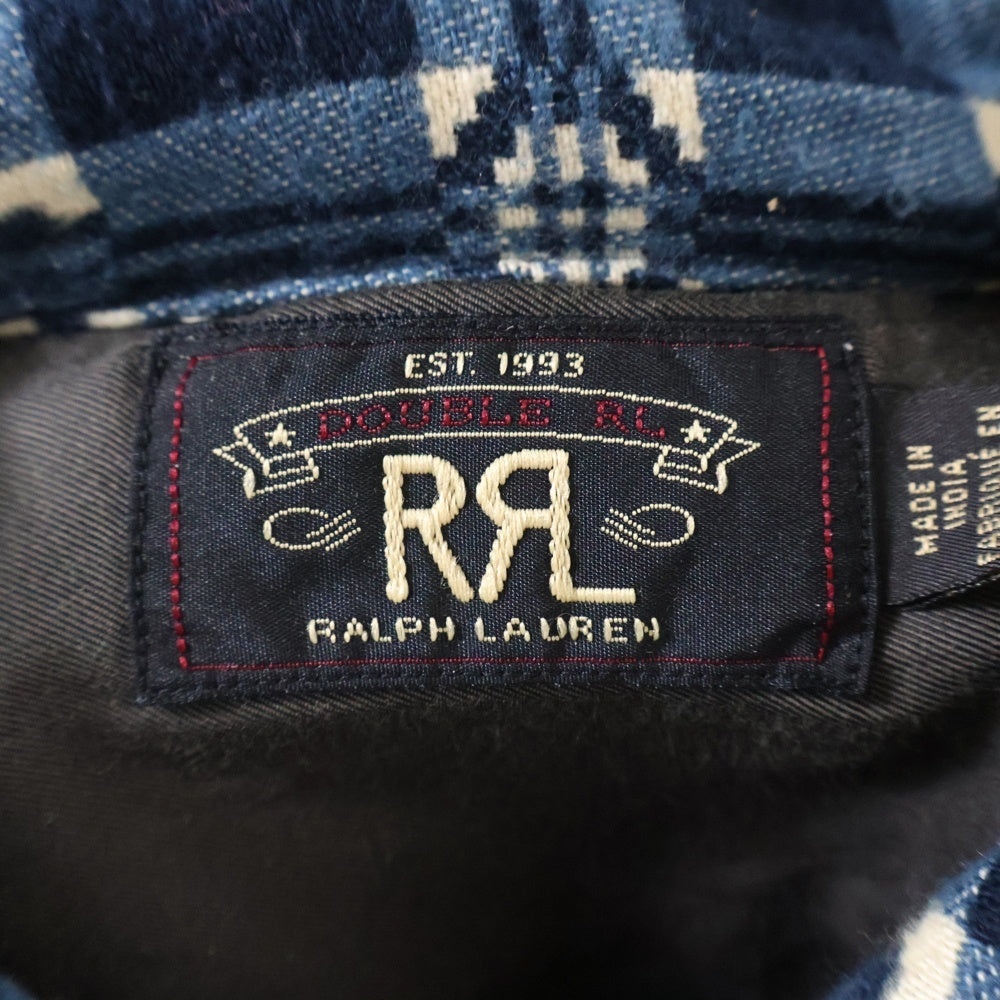 EST. 1993
DOUBLE RL
RRL
RALPH LAUREN
MADE IN
INDIA
FABRIQUÉ EN